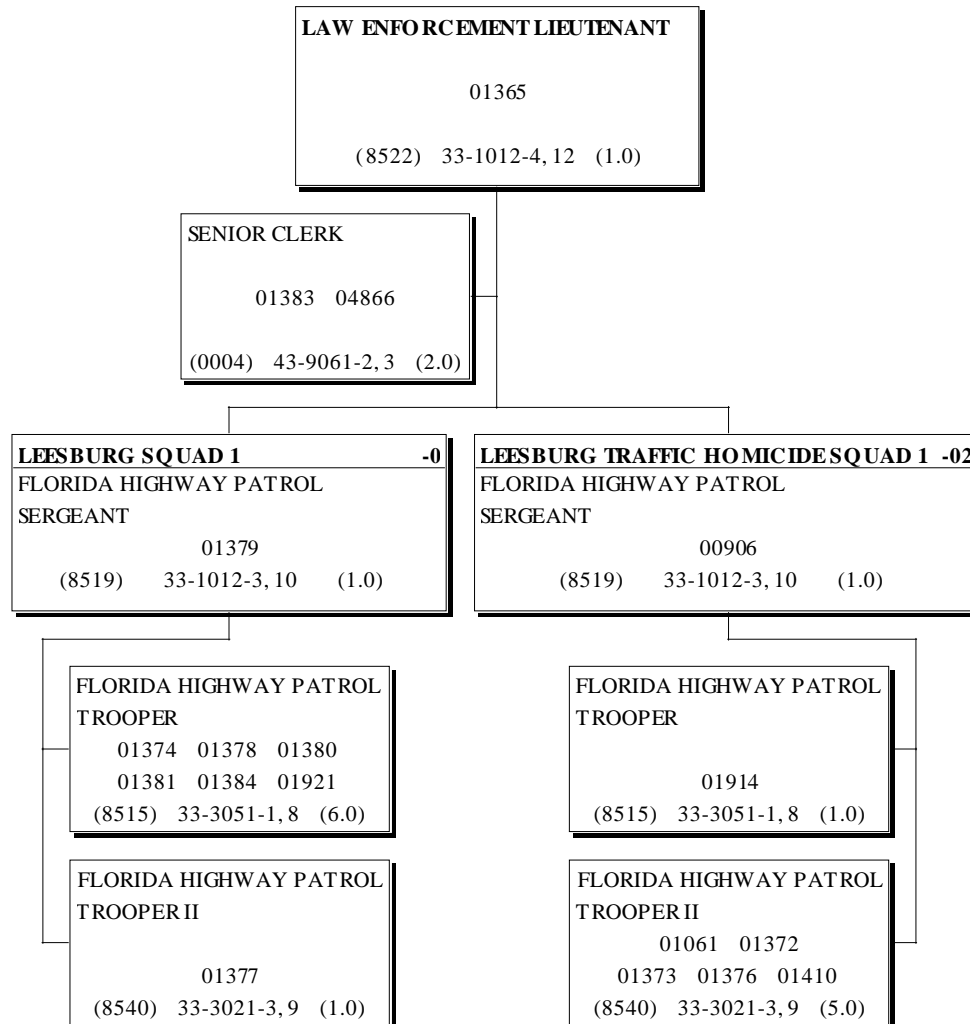 LAW ENFORCEMENT LIEUTENANT
01365
(8522) 33-1012-4, 12 (1.0)
SENIOR CLERK
01383 04866
(0004) 43-9061-2, 3 (2.0)
LEESBURG SQUAD 1 -0
FLORIDA HIGHWAY PATROL
SERGEANT
01379
(8519) 33-1012-3, 10 (1.0)
FLORIDA HIGHWAY PATROL
TROOPER
01374 01378 01380
01381 01384 01921
(8515) 33-3051-1, 8 (6.0)
FLORIDA HIGHWAY PATROL
TROOPER II
01377
(8540) 33-3021-3, 9 (1.0)
LEESBURG TRAFFIC HOMICIDE SQUAD 1 -02
FLORIDA HIGHWAY PATROL
SERGEANT
00906
(8519) 33-1012-3, 10 (1.0)
FLORIDA HIGHWAY PATROL
TROOPER
01914
(8515) 33-3051-1, 8 (1.0)
FLORIDA HIGHWAY PATROL
TROOPER II
01061 01372
01373 01376 01410
(8540) 33-3021-3, 9 (5.0)